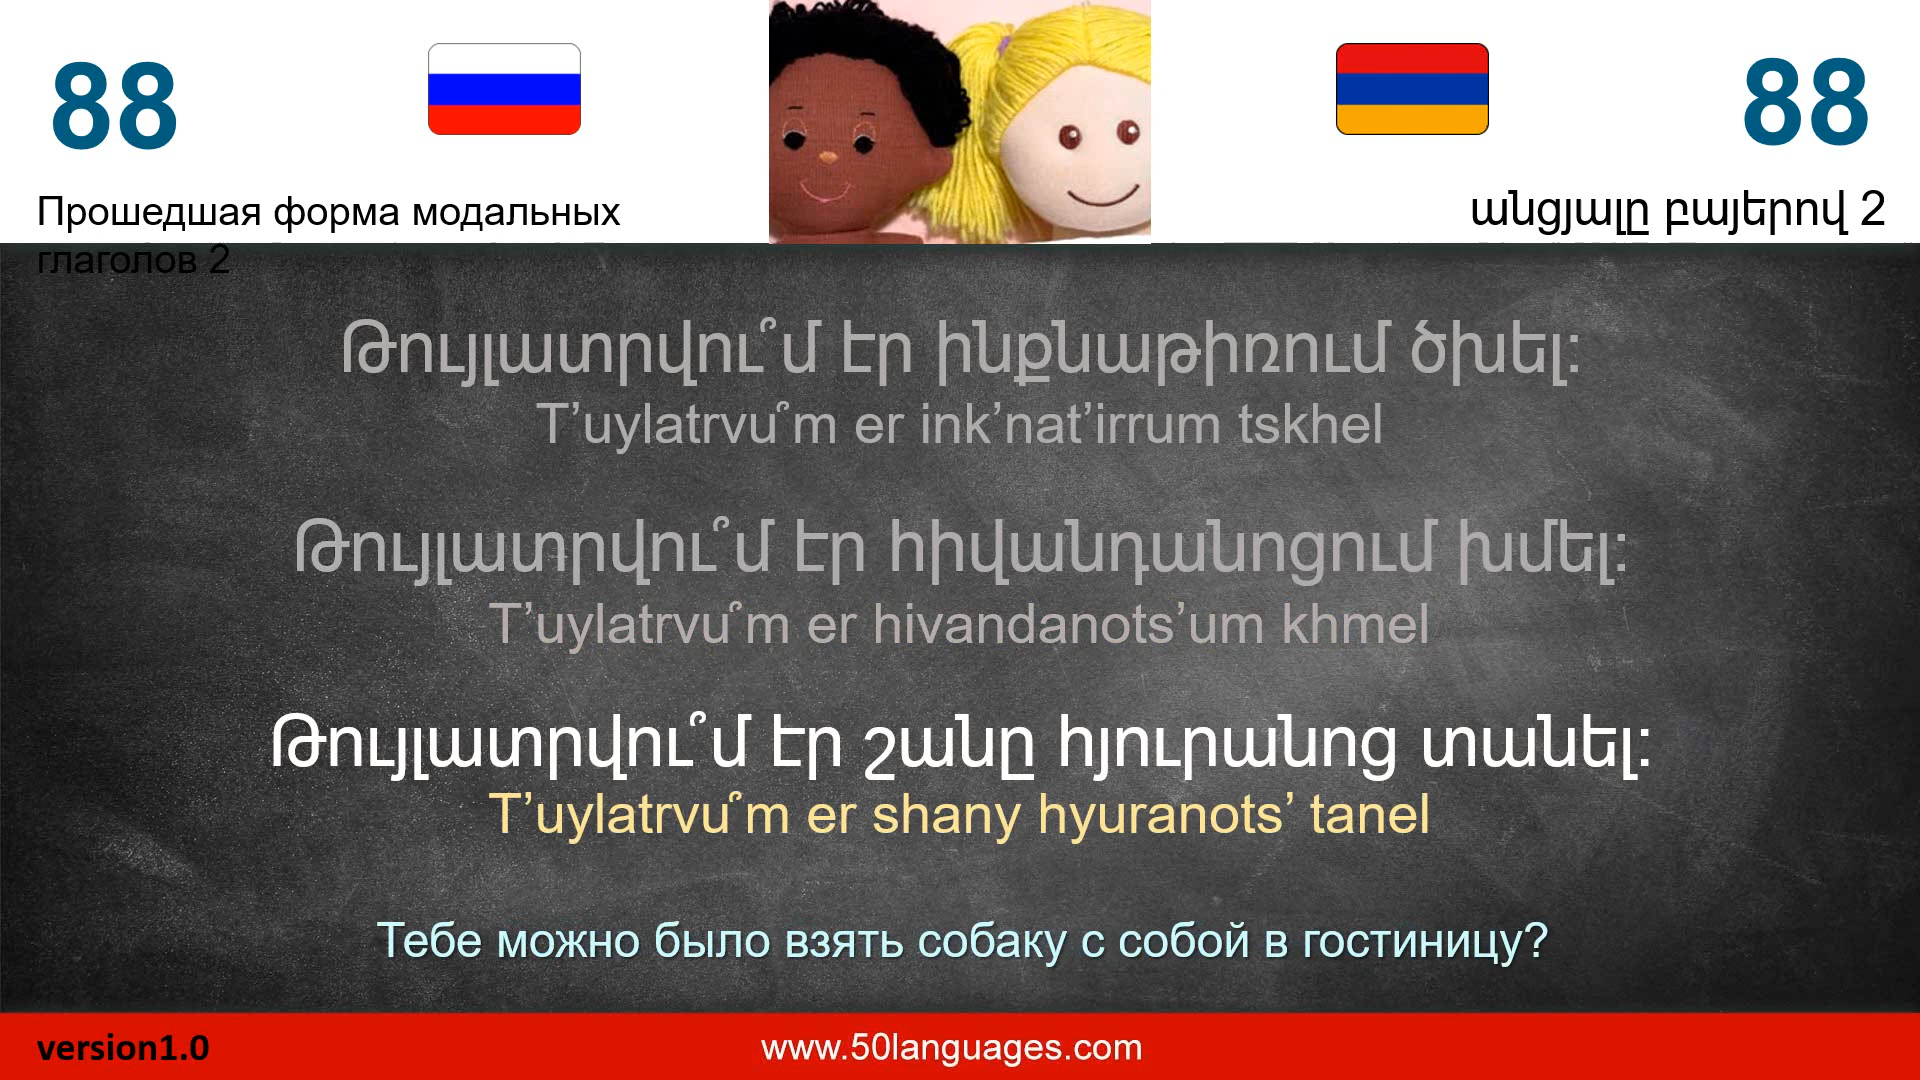 88
88
Прошедшая форма модальных
глаголов 2
անցյալը բայերով 2
Թույլատրվու՞մ էր ինքնաթիռում ծխել:
T’uylatrvu՞m er ink’nat’irrum tskhel
Թույլատրվու՞մ էր հիվանդանոցում խմել:
T’uylatrvu՞m er hivandanots’um khmel
Թույլատրվու՞մ էր շանը հյուրանոց տանել:
T’uylatrvu՞m er shany hyuranots’ tanel
Тебе можно было взять собаку с собой в гостиницу?
version1.0
www.50languages.com